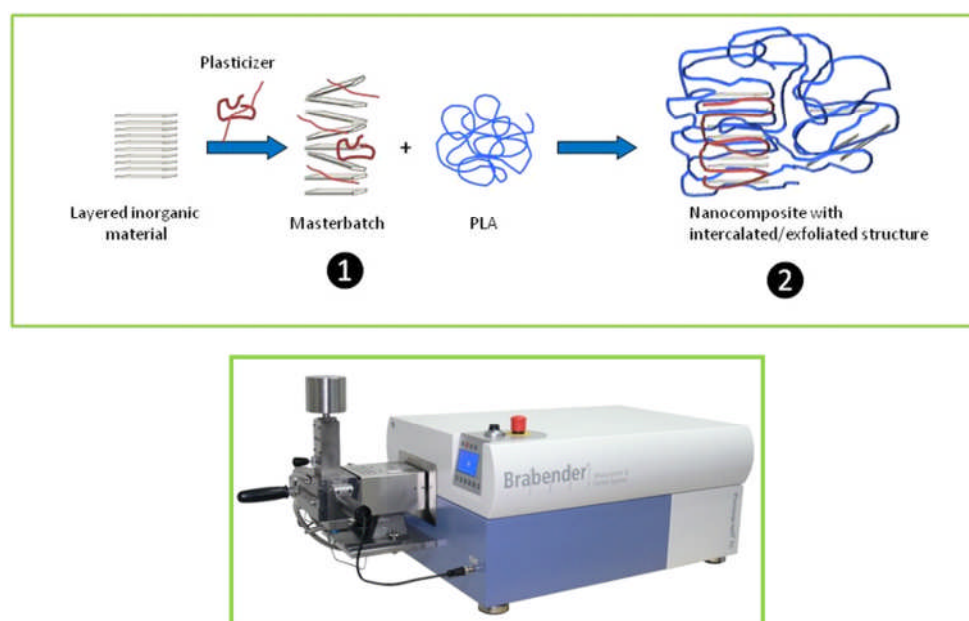 Plasticizer
+
Layered inorganic
material
Masterbatch
PLA
Nanocomposite with
intercalated/exfoliated structure
1
2
Brabender